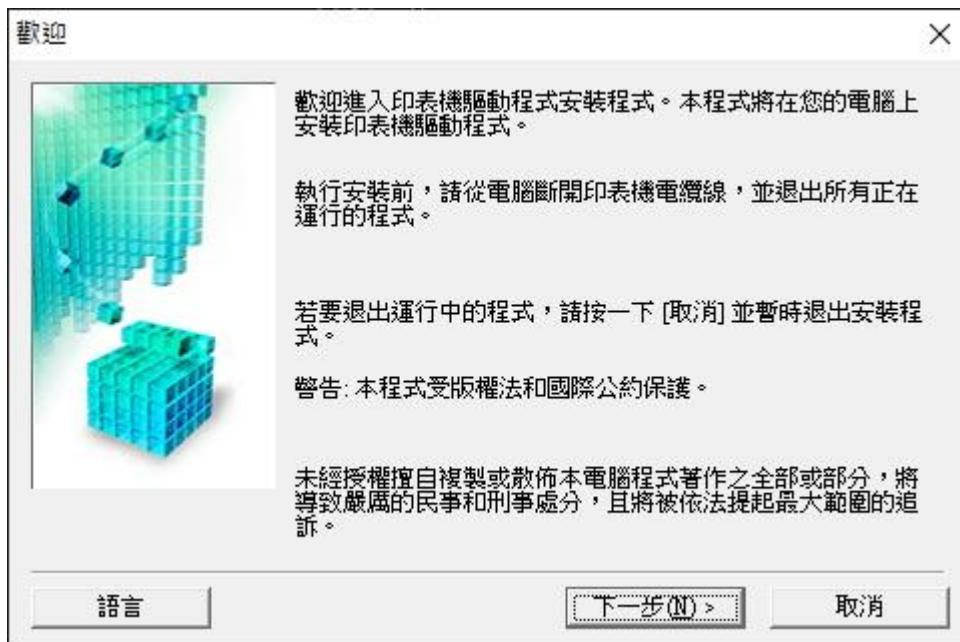 歡迎
歡迎進入印表機驅動程式安裝程式。本程式將在您的電腦上
安裝印表機驅動程式。
執行安裝前，請從電腦斷開印表機電纜線，並退出所有正在
運行的程式。
若要退出運行中的程式，請按一下 [取消] 並暫時退出安裝程
式。
警告: 本程式受版權法和國際公約保護。
未經授權擅自複製或散佈本電腦程式著作之全部或部分，將
導致嚴厲的民事和刑事處分，且將被依法提起最大範圍的追
訴。
語言
下一步(N) >
取消